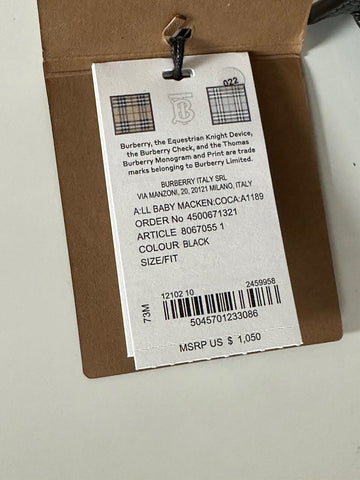 022
Burberry, the Equestrian Knight Device,
the Burberry Check, and the Thomas
Burberry Monogram and Print are trade
marks belonging to Burberry Limited.
BURBERRY ITALY SRL
VIA MANZONI, 20, 20121 MILANO, ITALY
A:LL BABY MACKEN:COCA:A1189
ORDER No 4500671321
ARTICLE 8067055 1
COLOUR BLACK
SIZE/FIT
12102 10 2459958
73M
5045701233086
MSRP US $ 1,050